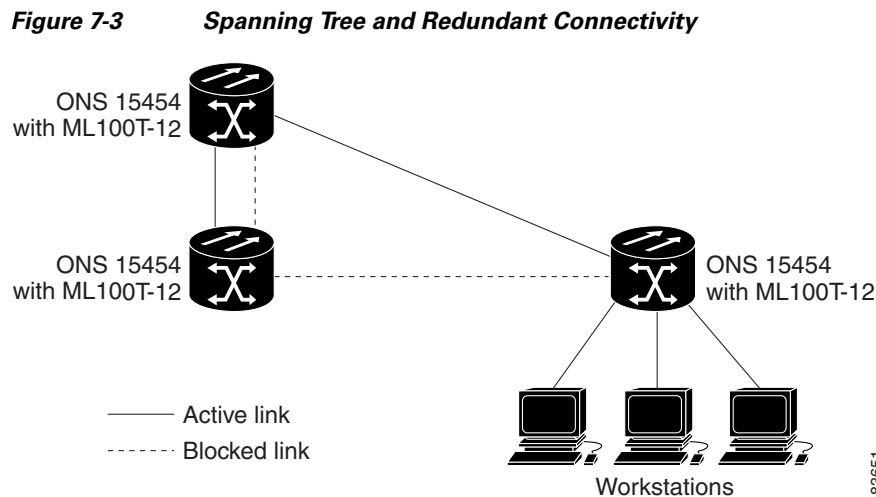 Figure 7-3 Spanning Tree and Redundant Connectivity
ONS 15454
with ML100T-12
ONS 15454
with ML100T-12
ONS 15454
with ML100T-12
Active link
Blocked link
Workstations
83651